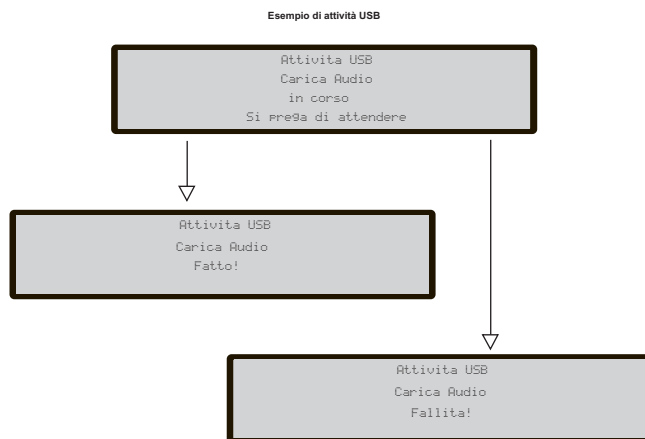 Esempio di attività USB
Attivita USB
Carica Audio
in corso
Si prega di attendere
Attivita USB
Carica Audio
Fatto!
Attivita USB
Carica Audio
Fallita!